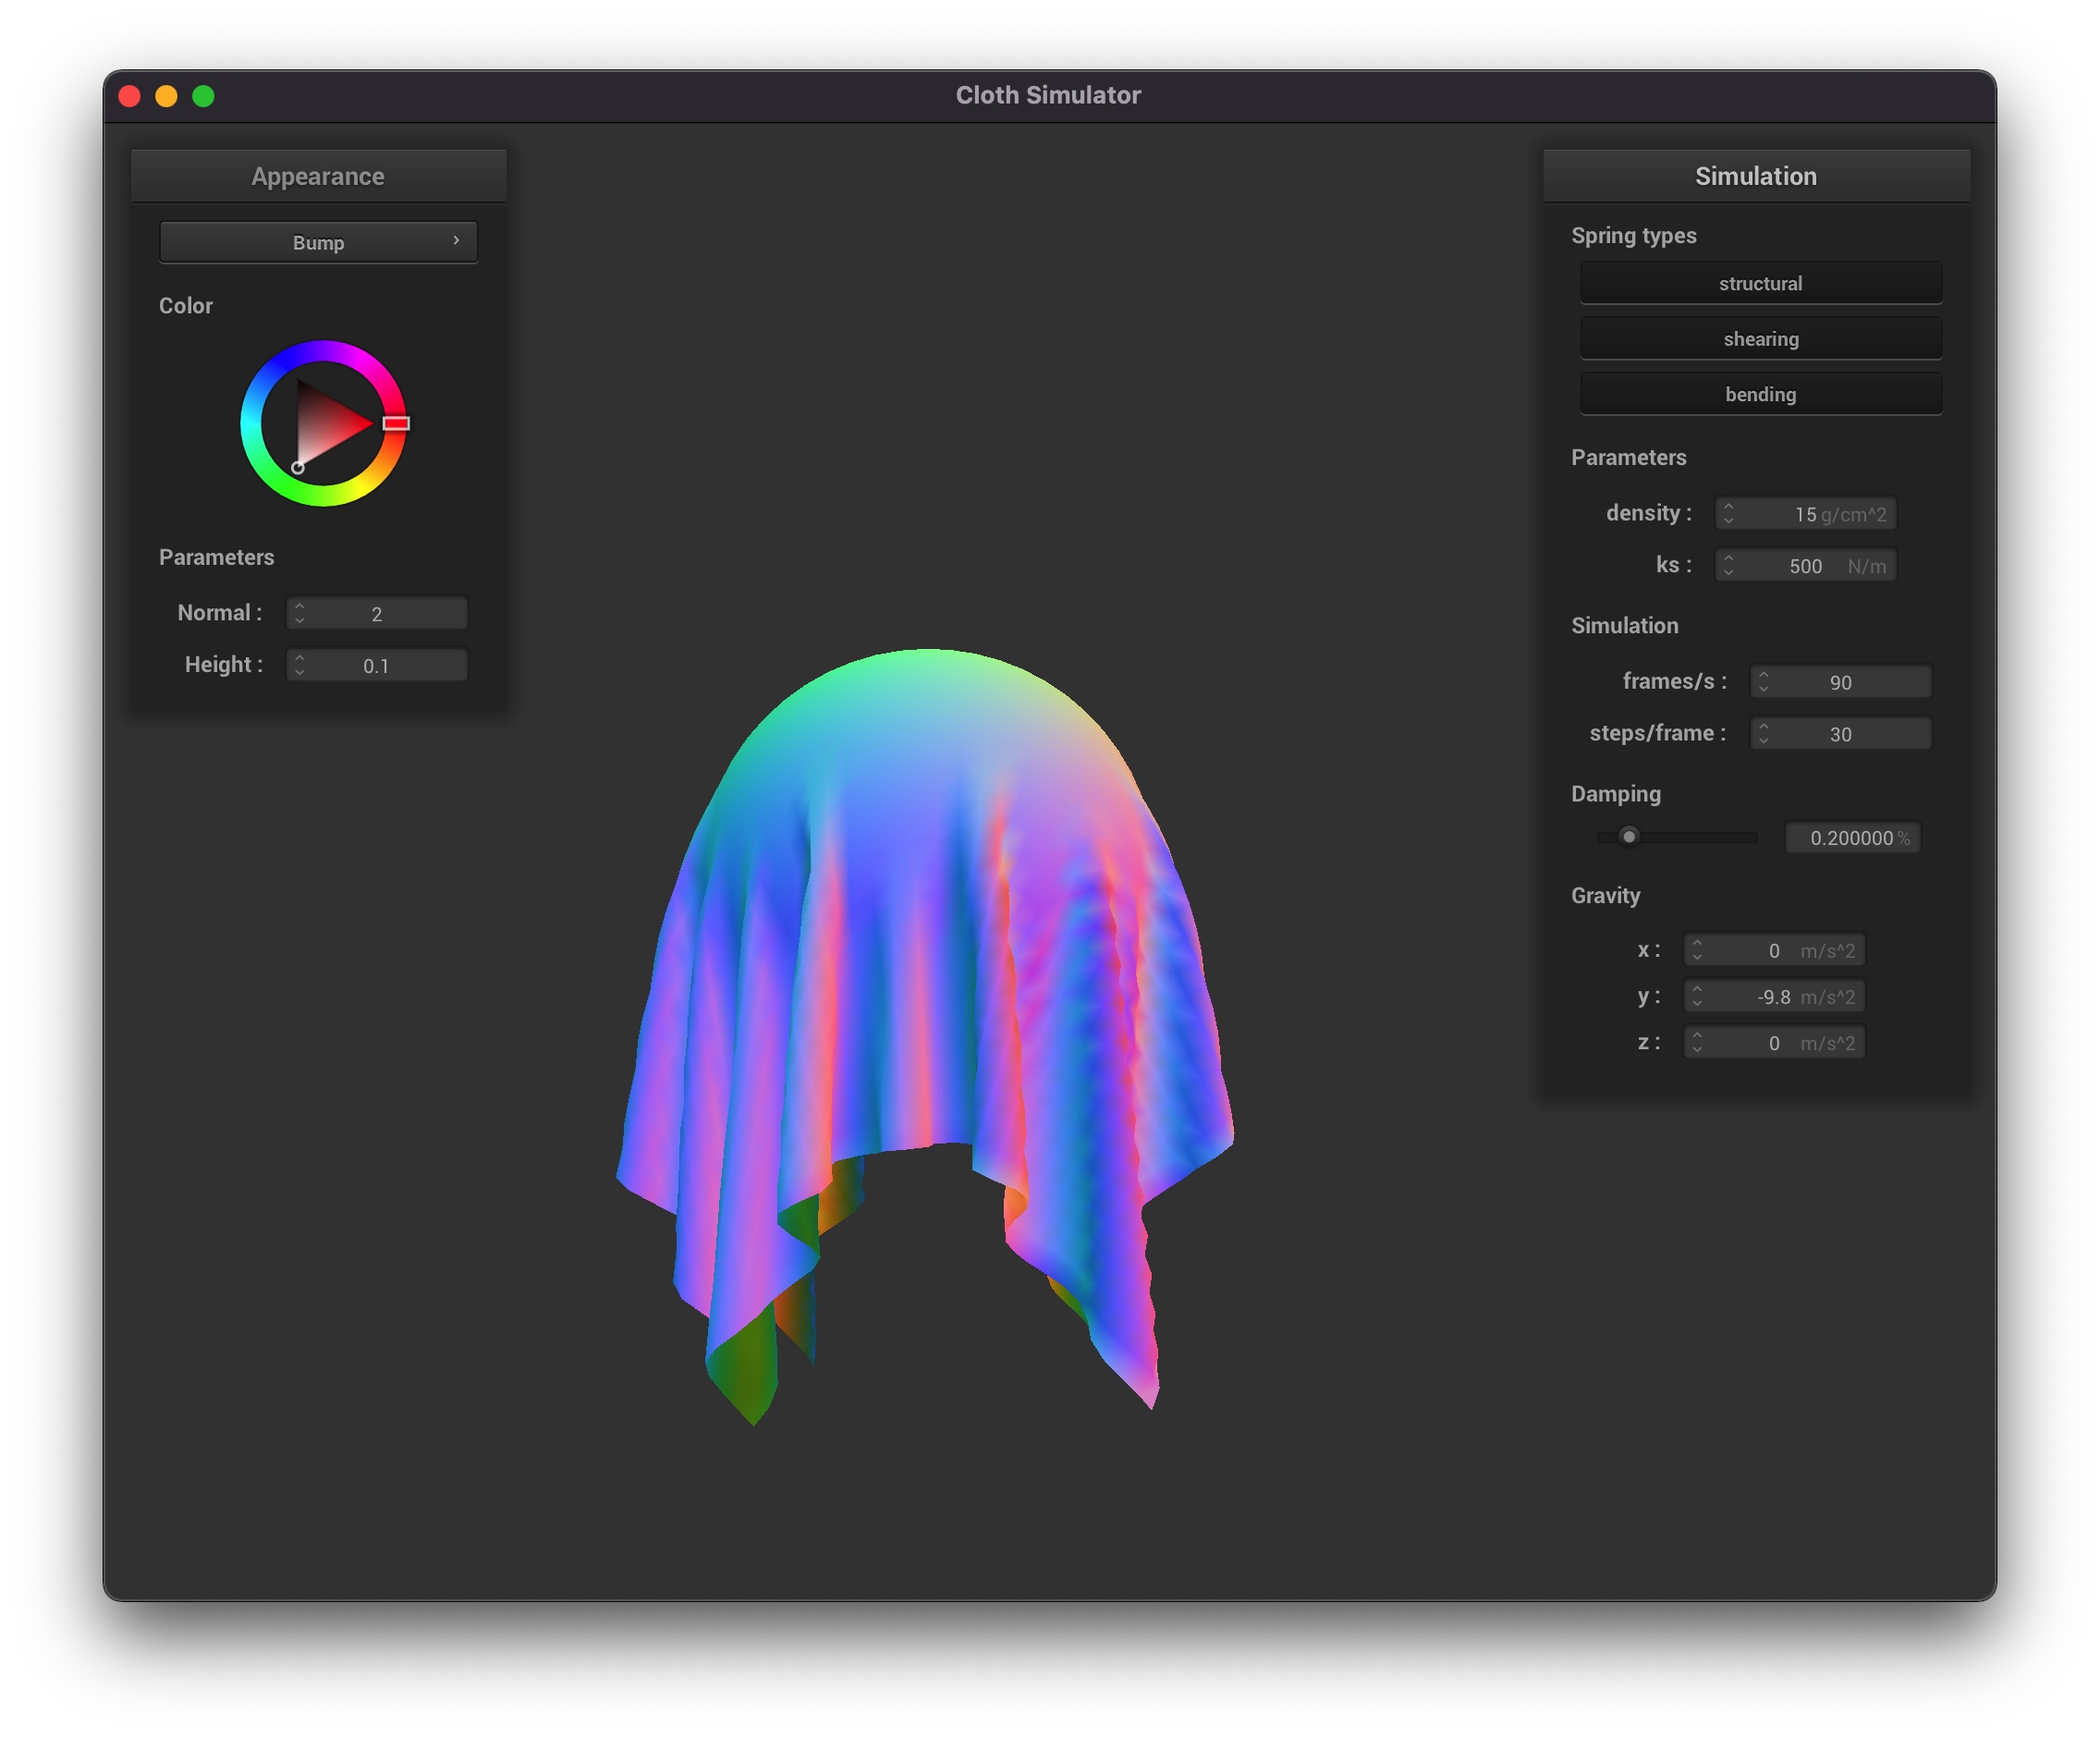 Cloth Simulator
Appearance
Bump
Color
Parameters
Normal : 2
Height : 0.1
Simulation
Spring types
structural
shearing
bending
Parameters
density : 15 g/cm^2
ks : 500 N/m
Simulation
frames/s : 90
steps/frame : 30
Damping
0.200000 %
Gravity
x : 0 m/s^2
y : -9.8 m/s^2
z : 0 m/s^2